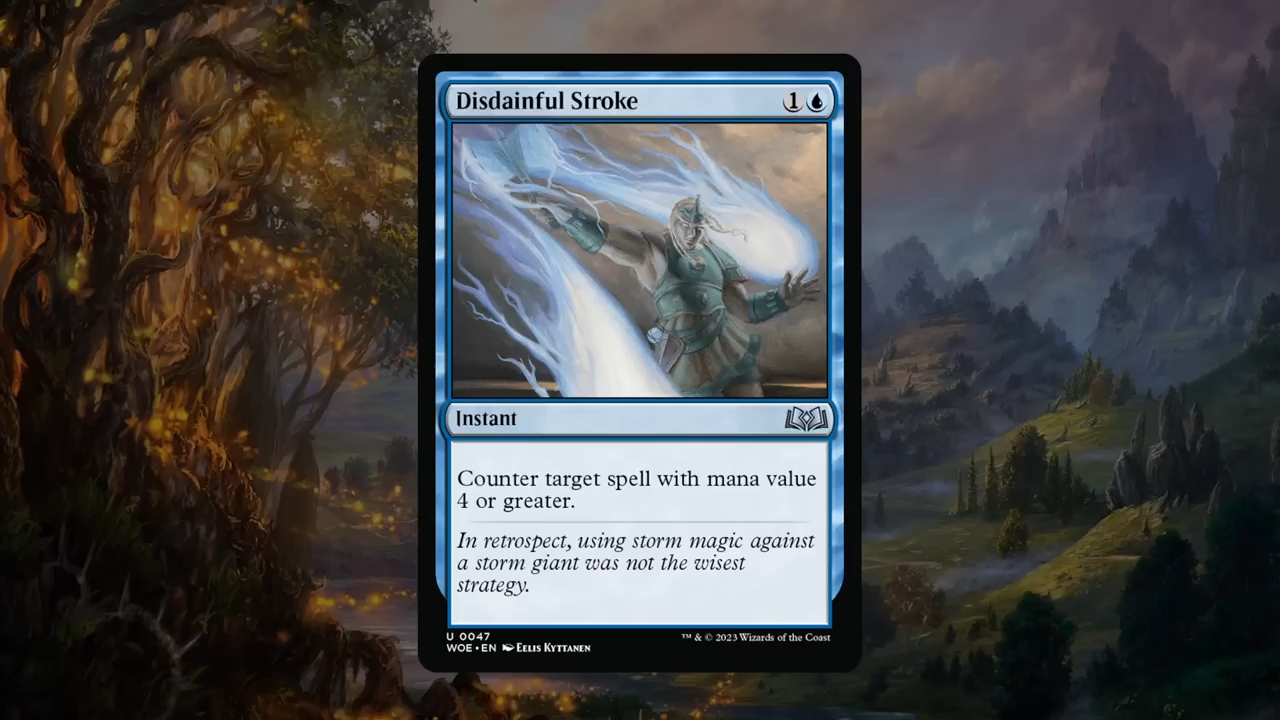 Disdainful Stroke 1
Instant
Counter target spell with mana value
4 or greater.
In retrospect, using storm magic against
a storm giant was not the wisest
strategy.
U 0047
™ & © 2023 Wizards of the Coast
WOE • EN Eelis Kyttanen